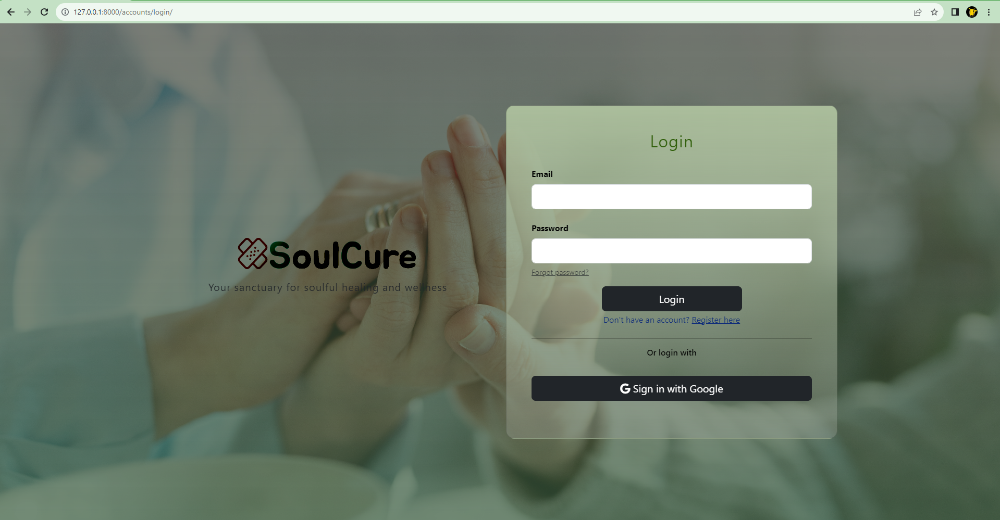 127.0.0.1:8000/accounts/login/
Login
Email
Password
Forgot password?
Login
Don't have an account? Register here
Or login with
G Sign in with Google
SoulCure
Your sanctuary for soulful healing and wellness